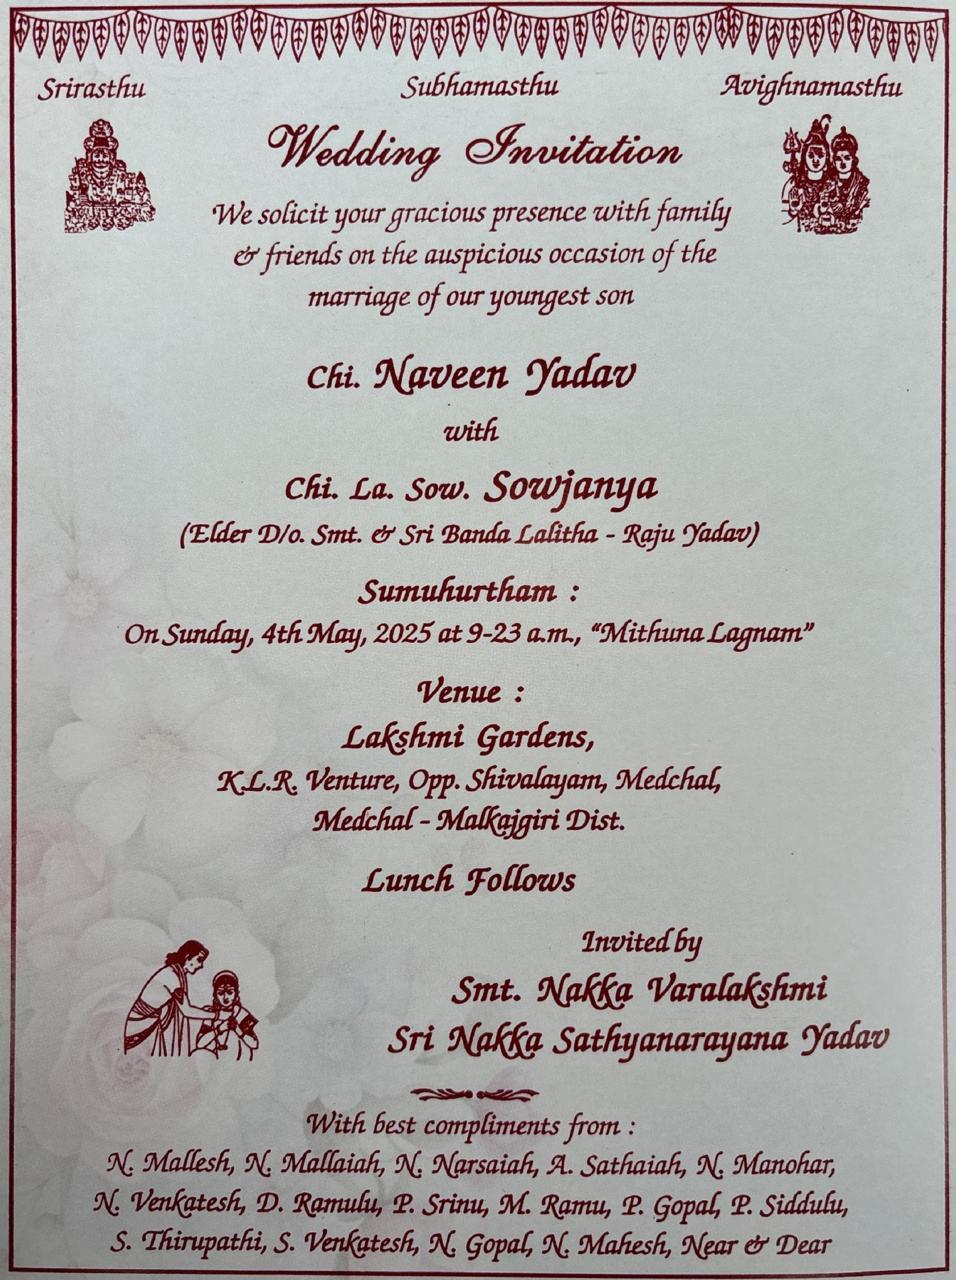 Srirasthu Subhamasthu Avighnamasthu
Wedding Invitation
We solicit your gracious presence with family
& friends on the auspicious occasion of the
marriage of our youngest son
Chi. Naveen Yadav
with
Chi. La. Sow. Sowjanya
(Elder D/o. Smt. & Sri Banda Lalitha - Raju Yadav)
Sumuhurtham :
On Sunday, 4th May, 2025 at 9-23 a.m., “Mithuna Lagnam”
Venue :
Lakshmi Gardens,
K.L.R. Venture, Opp. Shivalayam, Medchal,
Medchal - Malkajgiri Dist.
Lunch Follows
Invited by
Smt. Nakka Varalakshmi
Sri Nakka Sathyanarayana Yadav
With best compliments from :
N. Mallesh, N. Mallaiah, N. Narsaiah, A. Sathaiah, N. Manohar,
N. Venkatesh, D. Ramulu, P. Srinu, M. Ramu, P. Gopal, P. Siddulu,
S. Thirupathi, S. Venkatesh, N. Gopal, N. Mahesh, Near & Dear